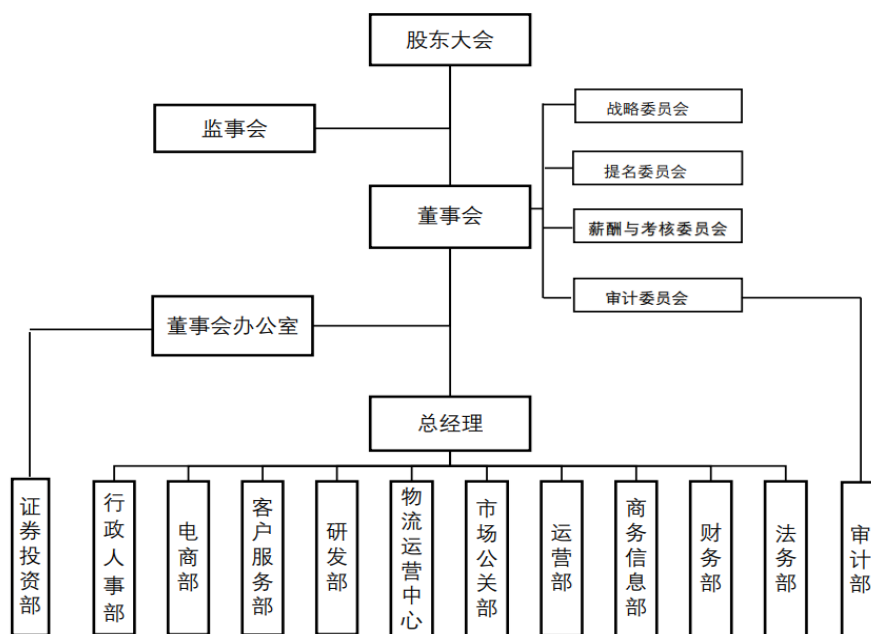 股东大会
监事会
战略委员会
提名委员会
董事会
薪酬与考核委员会
审计委员会
董事会办公室
总经理
证券投资部
行政人事部
电商部
客户服务部
研发部
物流运营中心
市场公关部
运营部
商务信息部
财务部
法务部
审计部